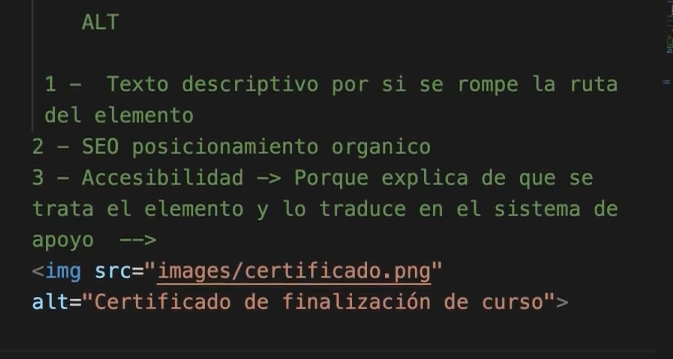 ALT
1 -  Texto descriptivo por si se rompe la ruta
del elemento
2 - SEO posicionamiento organico
3 - Accesibilidad -> Porque explica de que se
trata el elemento y lo traduce en el sistema de
apoyo  -->
<img src="images/certificado.png"
alt="Certificado de finalización de curso">